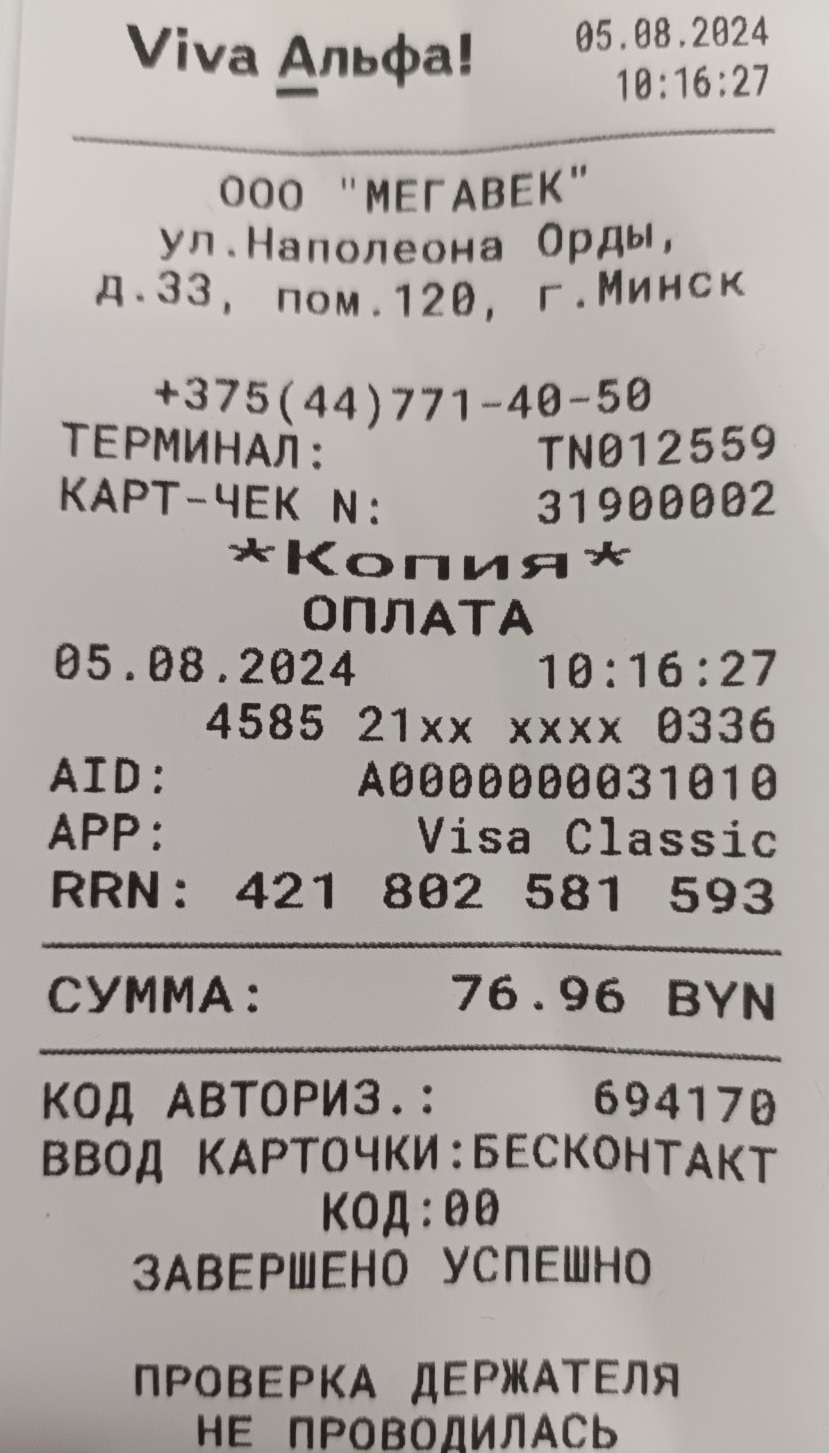 Viva Альфа! 05.08.2024
10:16:27
ООО "МЕГАВЕК"
ул.Наполеона Орды,
д.33, пом.120, г.Минск
+375(44)771-40-50
ТЕРМИНАЛ: TN012559
КАРТ-ЧЕК N: 31900002
*Копия*
ОПЛАТА
05.08.2024 10:16:27
4585 21xx xxxx 0336
AID: A0000000031010
APP: Visa Classic
RRN: 421 802 581 593
СУММА: 76.96 BYN
КОД АВТОРИЗ.: 694170
ВВОД КАРТОЧКИ:БЕСКОНТАКТ
КОД:00
ЗАВЕРШЕНО УСПЕШНО
ПРОВЕРКА ДЕРЖАТЕЛЯ
НЕ ПРОВОДИЛАСЬ